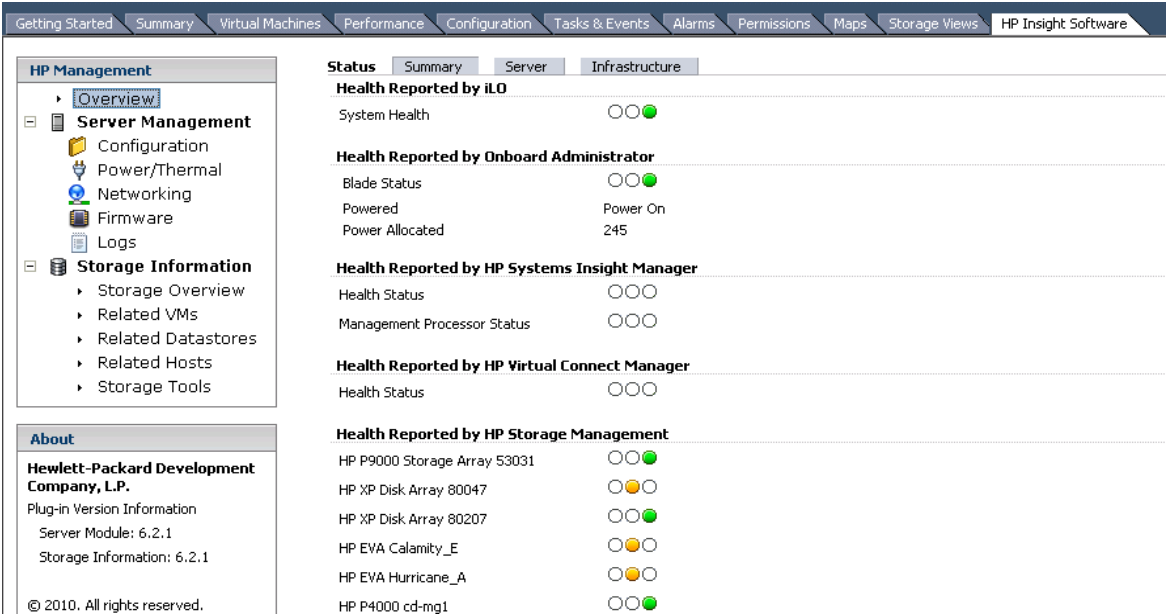 Getting Started Summary Virtual Machines Performance Configuration Tasks & Events Alarms Permissions Maps Storage Views HP Insight Software
HP Management
Overview
Server Management
Configuration
Power/Thermal
Networking
Firmware
Logs
Storage Information
Storage Overview
Related VMs
Related Datastores
Related Hosts
Storage Tools
About
Hewlett-Packard Development
Company, L.P.
Plug-in Version Information
Server Module: 6.2.1
Storage Information: 6.2.1
© 2010. All rights reserved.
Status Summary Server Infrastructure
Health Reported by iLO
System Health
Health Reported by Onboard Administrator
Blade Status
Powered Power On
Power Allocated 245
Health Reported by HP Systems Insight Manager
Health Status
Management Processor Status
Health Reported by HP Virtual Connect Manager
Health Status
Health Reported by HP Storage Management
HP P9000 Storage Array 53031
HP XP Disk Array 80047
HP XP Disk Array 80207
HP EVA Calamity_E
HP EVA Hurricane_A
HP P4000 cd-mg1